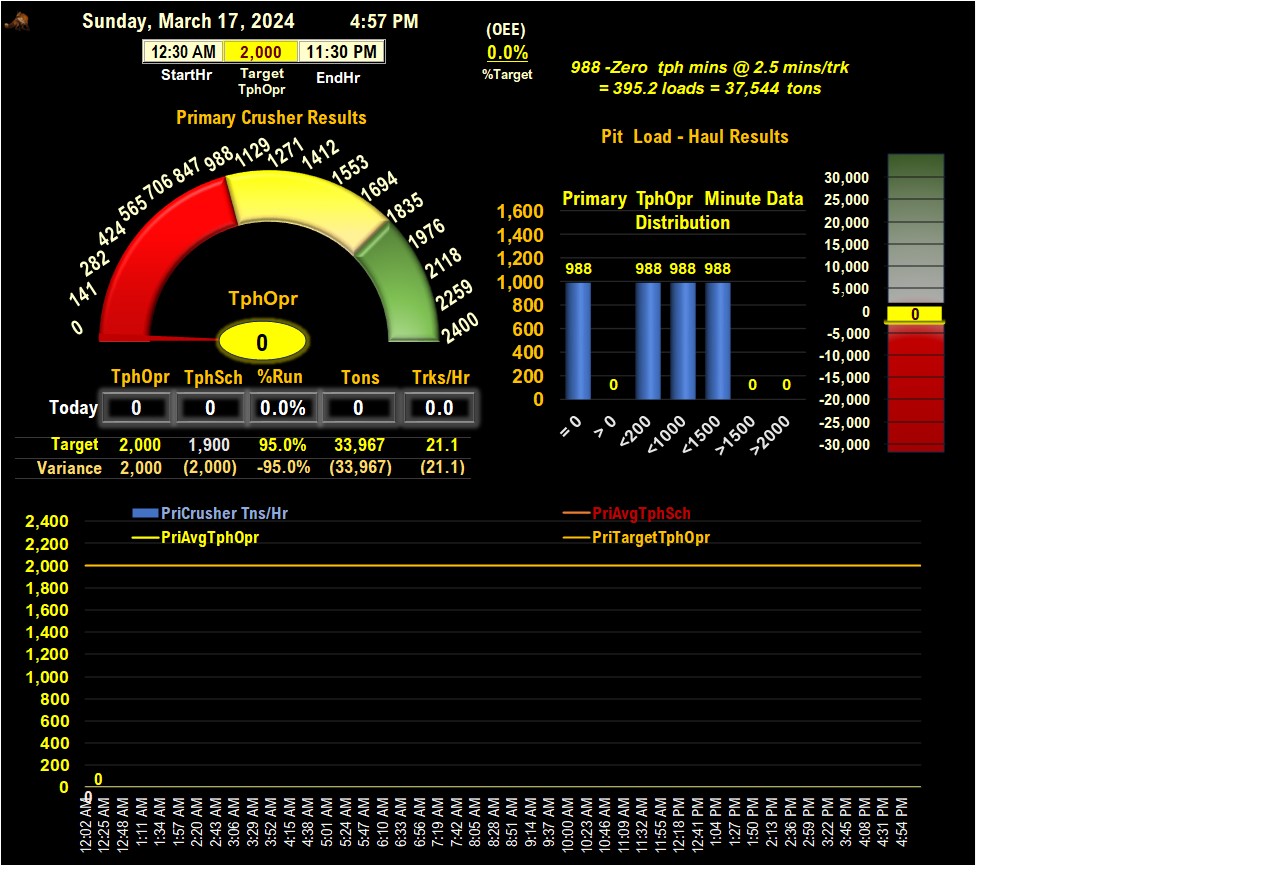 Sunday, March 17, 2024 4:57 PM
12:30 AM 2,000 11:30 PM
StartHr Target TphOpr EndHr
(OEE)
0.0%
%Target
988 -Zero tph mins @ 2.5 mins/trk
= 395.2 loads = 37,544 tons
Primary Crusher Results
0 141 282 424 565 706 847 988 1129 1271 1412 1553 1694 1835 1976 2118 2259 2400
TphOpr
0
TphOpr TphSch %Run Tons Trks/Hr
Today 0 0 0.0% 0 0.0
Target 2,000 1,900 95.0% 33,967 21.1
Variance 2,000 (2,000) -95.0% (33,967) (21.1)
Pit Load - Haul Results
Primary TphOpr Minute Data
Distribution
1,600
1,400
1,200
1,000
800
600
400
200
0
988 0 988 988 988 0 0
= 0 > 0 <200 <1000 <1500 >1500 >2000
30,000
25,000
20,000
15,000
10,000
5,000
0
-5,000
-10,000
-15,000
-20,000
-25,000
-30,000
0
PriCrusher Tns/Hr PriAvgTphSch
PriAvgTphOpr PriTargetTphOpr
2,400
2,200
2,000
1,800
1,600
1,400
1,200
1,000
800
600
400
200
0
0
0
12:02 AM 12:25 AM 12:48 AM 1:11 AM 1:34 AM 1:57 AM 2:20 AM 2:43 AM 3:06 AM 3:29 AM 3:52 AM 4:15 AM 4:38 AM 5:01 AM 5:24 AM 5:47 AM 6:10 AM 6:33 AM 6:56 AM 7:19 AM 7:42 AM 8:05 AM 8:28 AM 8:51 AM 9:14 AM 9:37 AM 10:00 AM 10:23 AM 10:46 AM 11:09 AM 11:32 AM 11:55 AM 12:18 PM 12:41 PM 1:04 PM 1:27 PM 1:50 PM 2:13 PM 2:36 PM 2:59 PM 3:22 PM 3:45 PM 4:08 PM 4:31 PM 4:54 PM